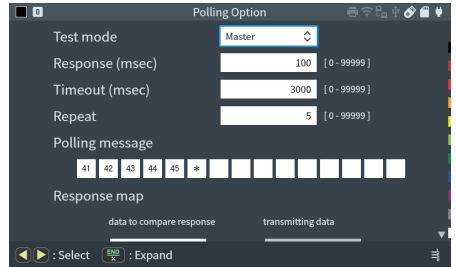 0 Polling Option
Test mode Master
Response (msec) 100 [ 0 - 99999 ]
Timeout (msec) 3000 [ 0 - 99999 ]
Repeat 5 [ 0 - 99999 ]
Polling message
41 42 43 44 45 *
Response map
data to compare response transmitting data
: Select END × : Expand